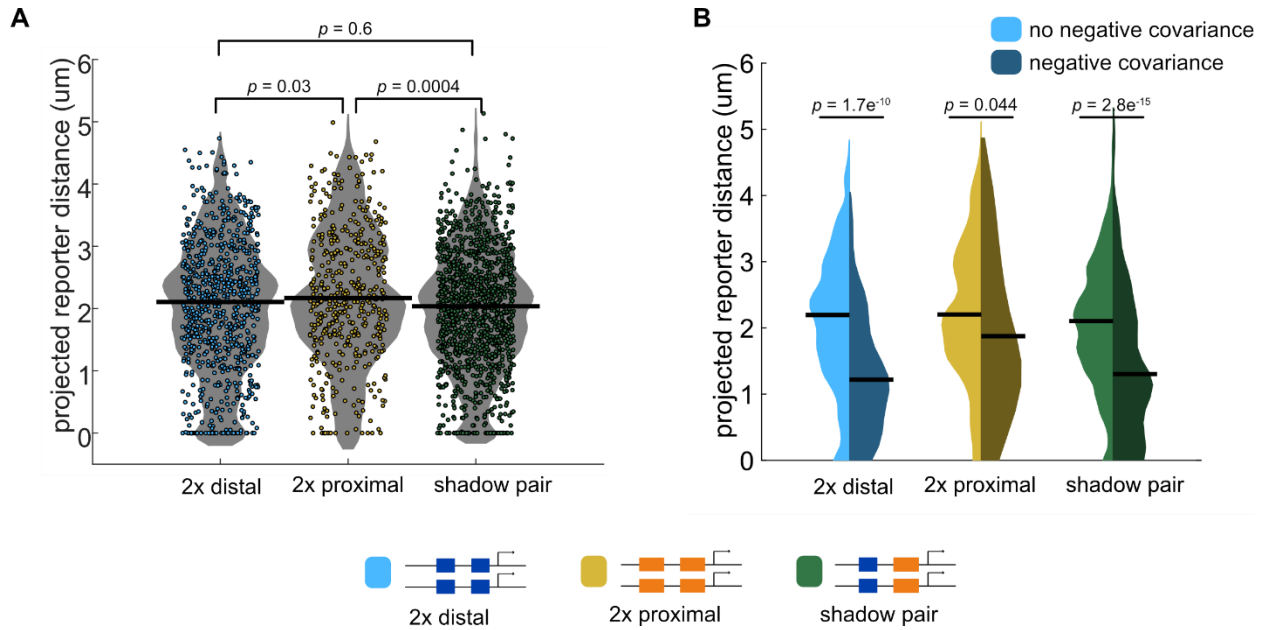 A
p = 0.6
p = 0.03
p = 0.0004
projected reporter distance (um)
6
5
4
3
2
1
0
2x distal
2x proximal
shadow pair
B
no negative covariance
negative covariance
p = 1.7e-10
p = 0.044
p = 2.8e-15
projected reporter distance (um)
6
5
4
3
2
1
0
2x distal
2x proximal
shadow pair
2x distal
2x proximal
shadow pair